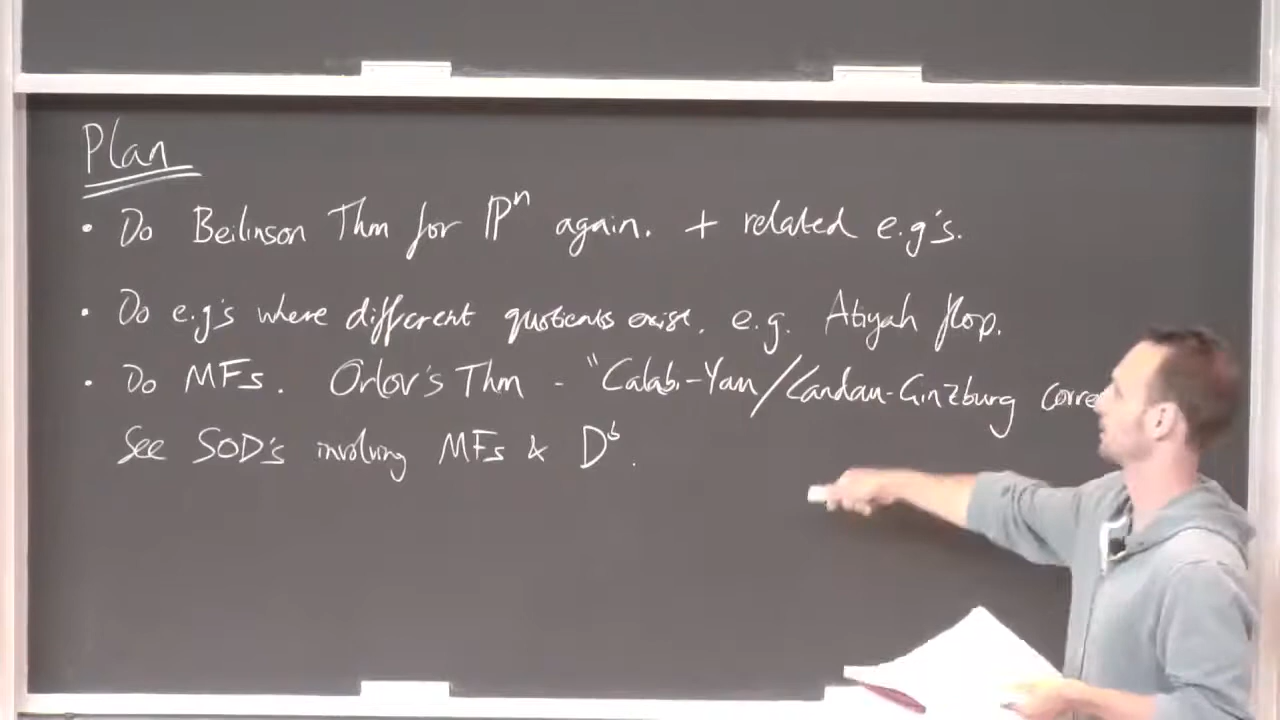 Plan
• Do Beilinson Thm for ℙⁿ again. + related e.g's.
• Do e.g's where different quotients exist. e.g. Atiyah flop.
• Do MFs. Orlov's Thm - "Calabi-Yau/Landau-Ginzburg corre
See SOD's involving MFs & Dᵇ.